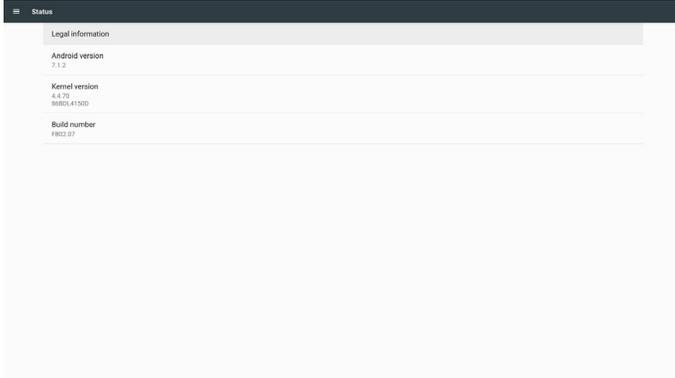 Status
Legal information
Android version
7.1.2
Kernel version
4.4.70
86BDL4150D
Build number
FB02.07